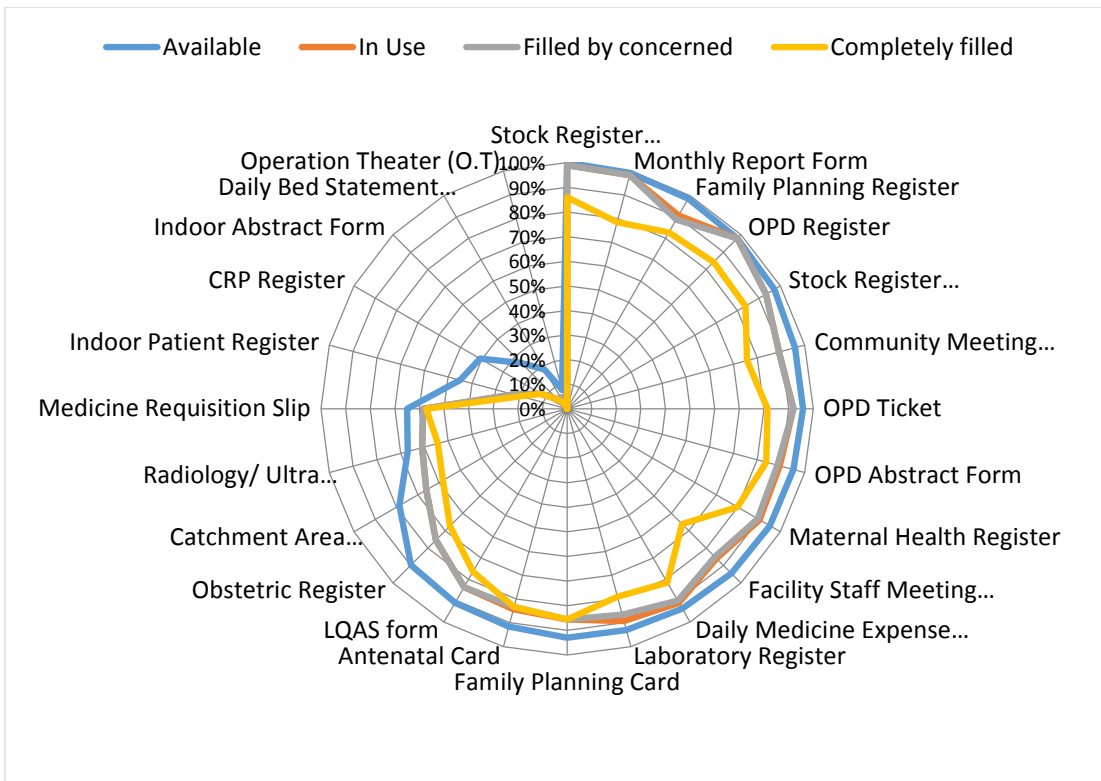 Available In Use Filled by concerned Completely filled
Stock Register...
Monthly Report Form
Family Planning Register
OPD Register
Stock Register...
Community Meeting...
OPD Ticket
OPD Abstract Form
Maternal Health Register
Facility Staff Meeting...
Daily Medicine Expense...
Laboratory Register
Family Planning Card
Antenatal Card
LQAS form
Obstetric Register
Catchment Area...
Radiology/ Ultra...
Medicine Requisition Slip
Indoor Patient Register
CRP Register
Indoor Abstract Form
Daily Bed Statement...
Operation Theater (O.T)...
100%
90%
80%
70%
60%
50%
40%
30%
20%
10%
0%